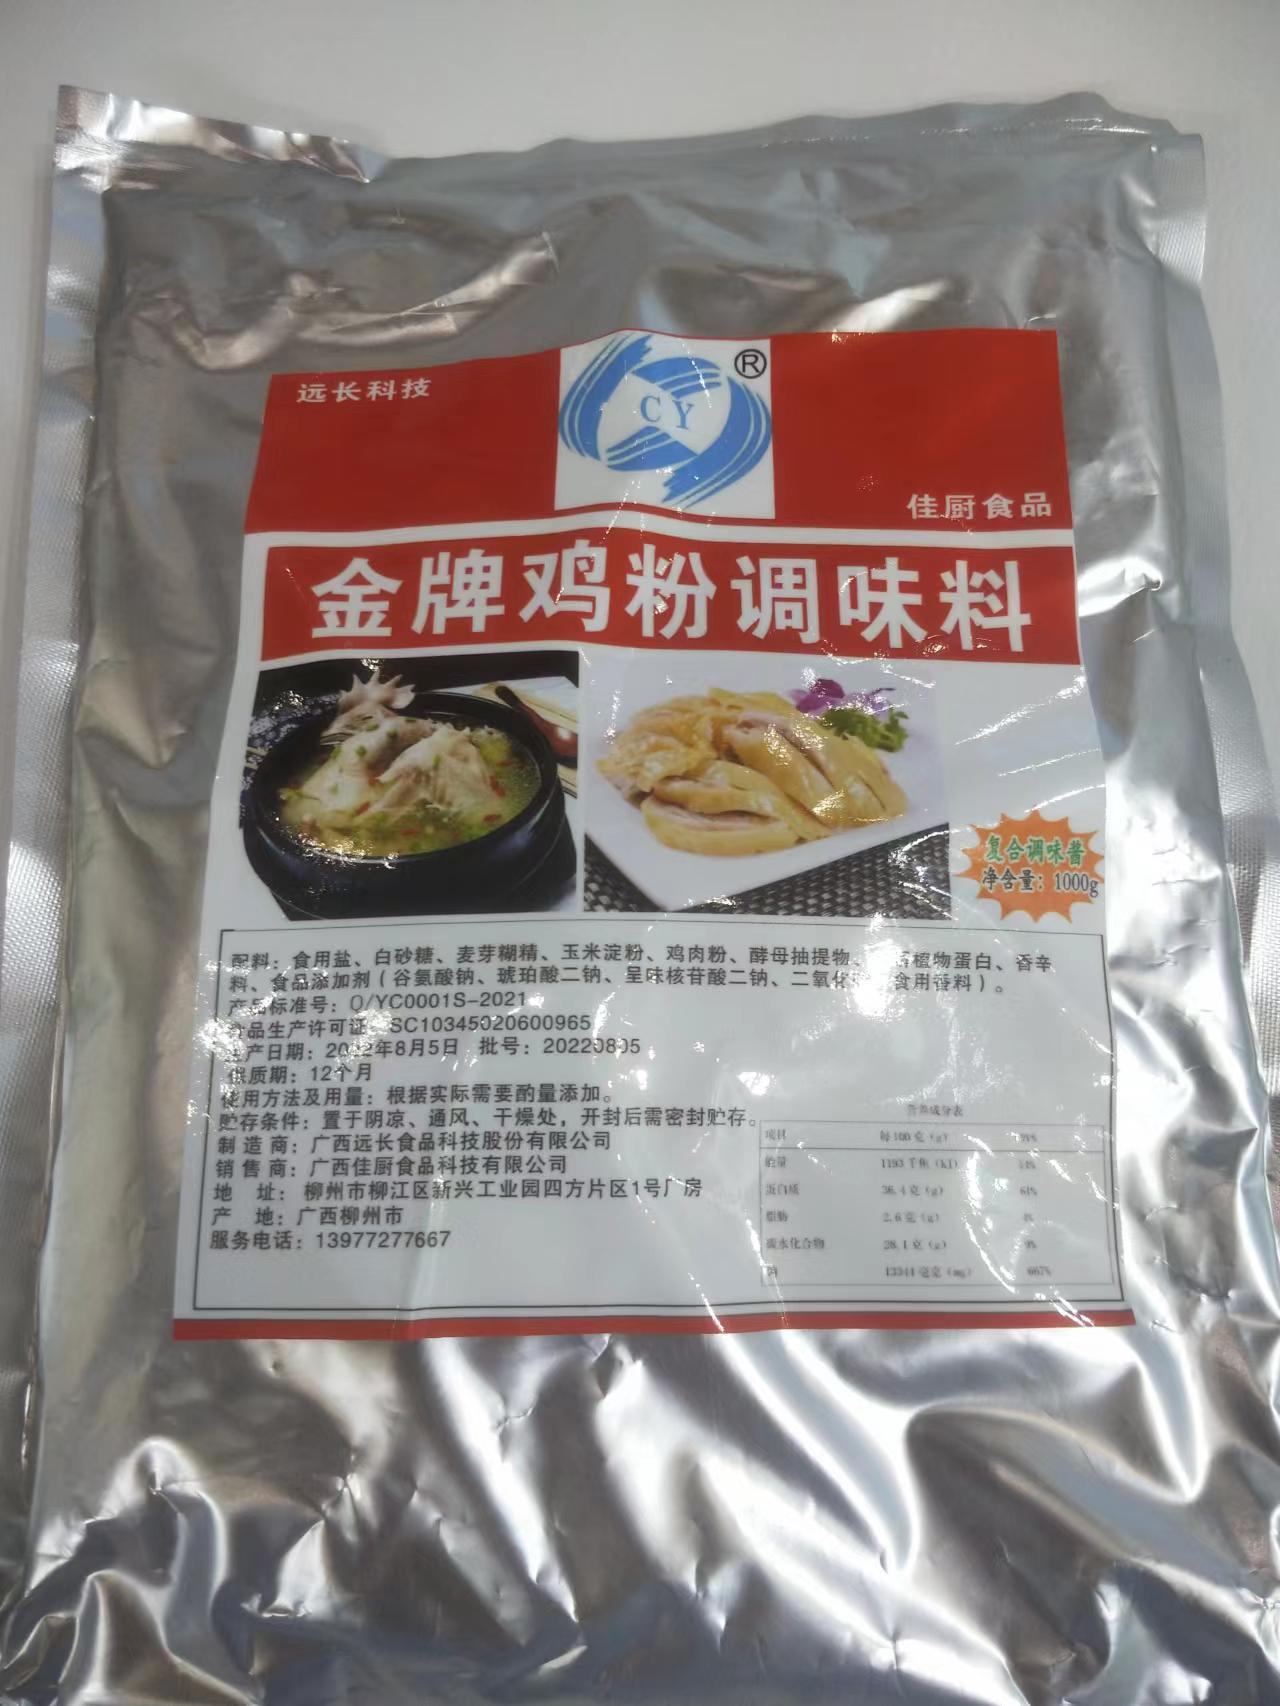 远长科技
CY
®
佳厨食品
金牌鸡粉调味料
复合调味酱
净含量：1000g
配料：食用盐、白砂糖、麦芽糊精、玉米淀粉、鸡肉粉、酵母抽提物、植物蛋白、香辛
料、食品添加剂（谷氨酸钠、琥珀酸二钠、呈味核苷酸二钠、二氧化 食用香料）。
产品标准号：Q/YC0001S-2021
食品生产许可证 SC10345020600965
生产日期：2022年8月5日 批号：20220805
保质期：12个月
使用方法及用量：根据实际需要酌量添加。
贮存条件：置于阴凉、通风、干燥处，开封后需密封贮存。
制造商：广西远长食品科技股份有限公司
销售商：广西佳厨食品科技有限公司
地 址：柳州市柳江区新兴工业园四方片区1号厂房
产 地：广西柳州市
服务电话：13977277667
营养成分表
项目 每100克（g）
能量 1193千焦（kJ） 14%
蛋白质 36.4克（g） 61%
脂肪 2.6克（g） 4%
碳水化合物 28.1克（g） 9%
钠 13344毫克（mg） 667%